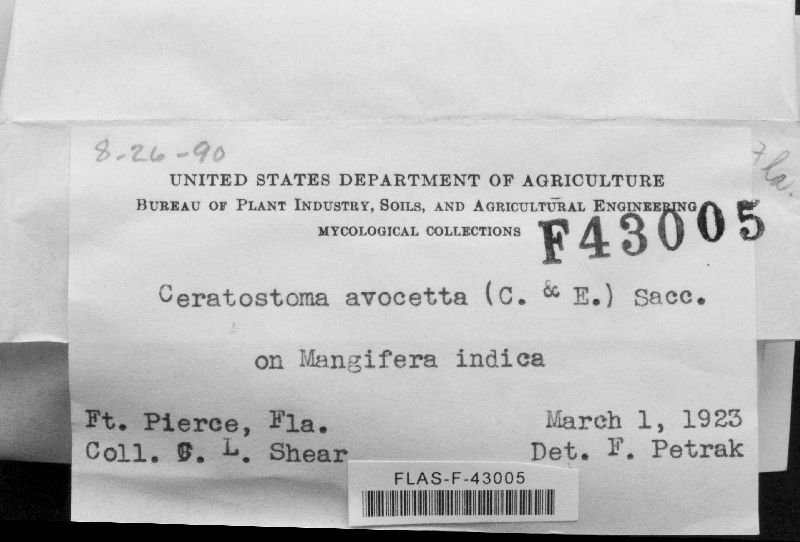 8-26-90
Fla.
UNITED STATES DEPARTMENT OF AGRICULTURE
BUREAU OF PLANT INDUSTRY, SOILS, AND AGRICULTURAL ENGINEERING
MYCOLOGICAL COLLECTIONS
F43005
Ceratostoma avocetta (C. & E.) Sacc.
on Mangifera indica
Ft. Pierce, Fla. March 1, 1923
Coll. C. L. Shear Det. F. Petrak
FLAS-F-43005